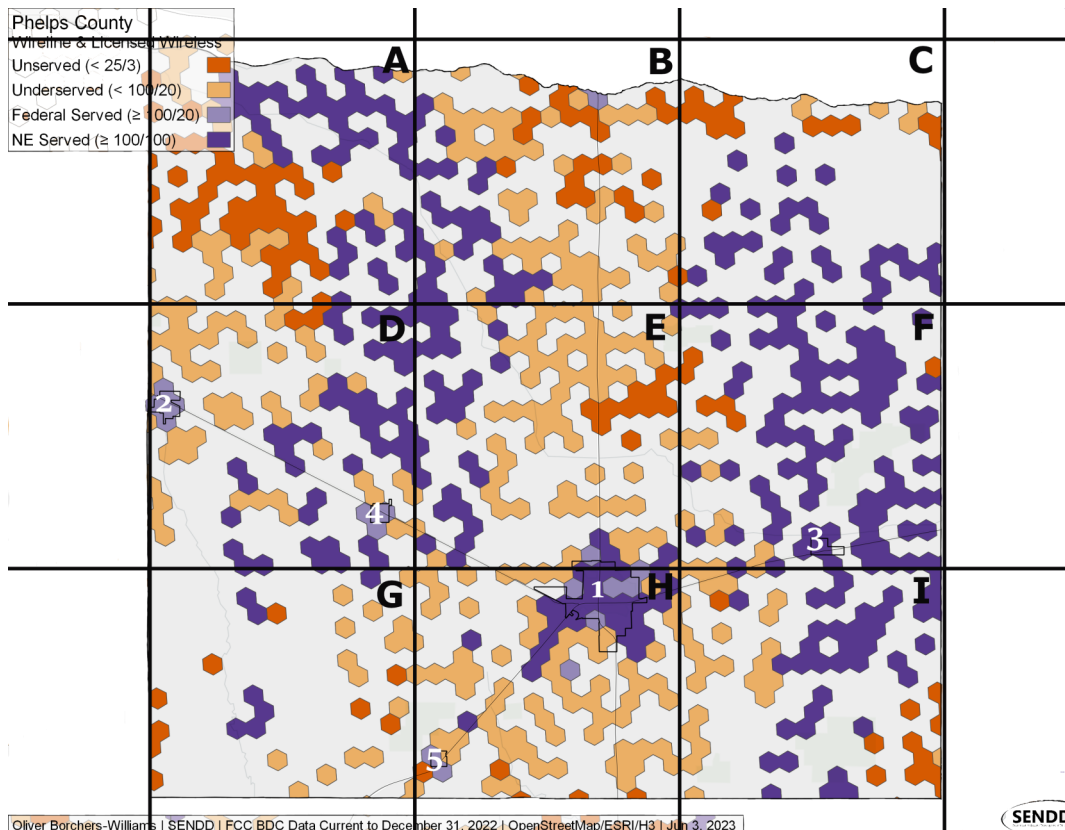 Phelps County
Wireline & Licensed Wireless
Unserved (< 25/3)
Underserved (< 100/20)
Federal Served (≥ 100/20)
NE Served (≥ 100/100)
A
B
C
D
E
F
2
4
3
G
H
I
1
5
Oliver Borchers-Williams | SENDD | FCC BDC Data Current to December 31, 2022 | OpenStreetMap/ESRI/H3 | Jun 3, 2023
SENDD